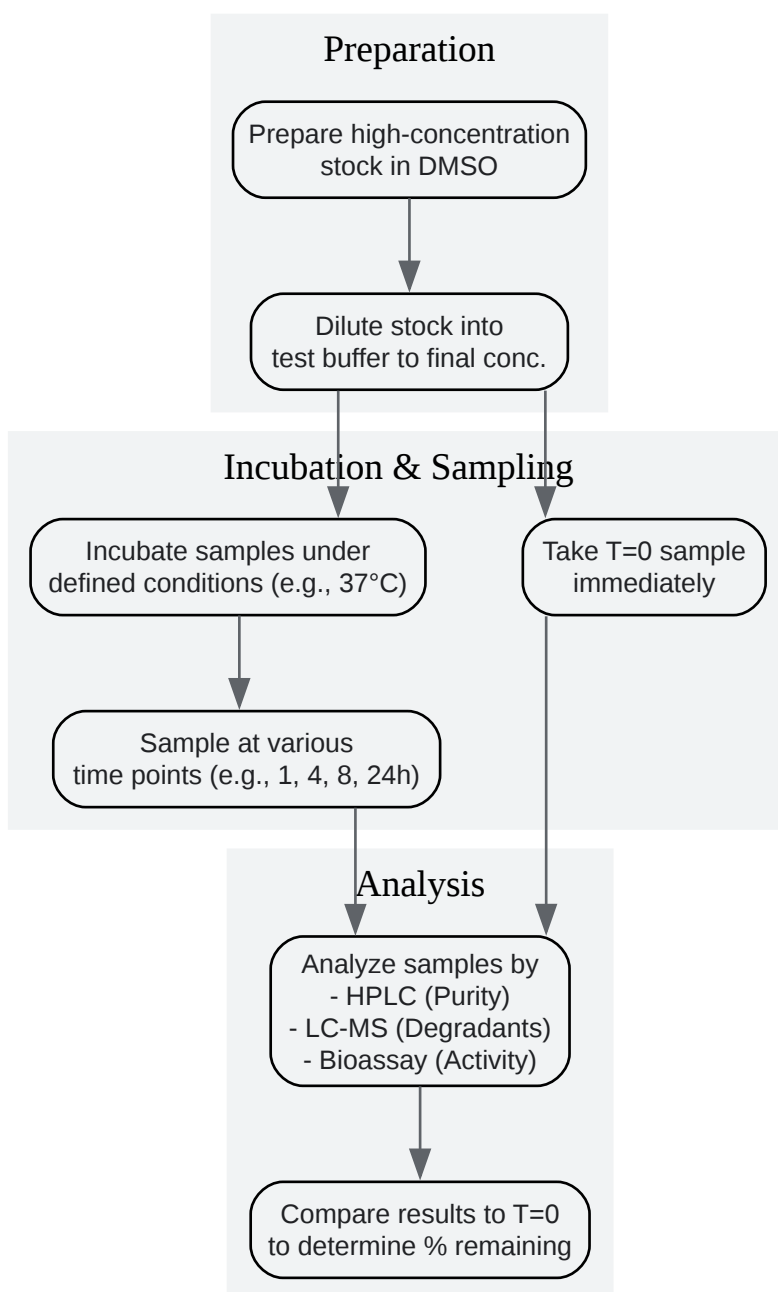 Preparation
Prepare high-concentration
stock in DMSO
Dilute stock into
test buffer to final conc.
Incubation & Sampling
Incubate samples under
defined conditions (e.g., 37°C)
Take T=0 sample
immediately
Sample at various
time points (e.g., 1, 4, 8, 24h)
Analysis
Analyze samples by
- HPLC (Purity)
- LC-MS (Degradants)
- Bioassay (Activity)
Compare results to T=0
to determine % remaining